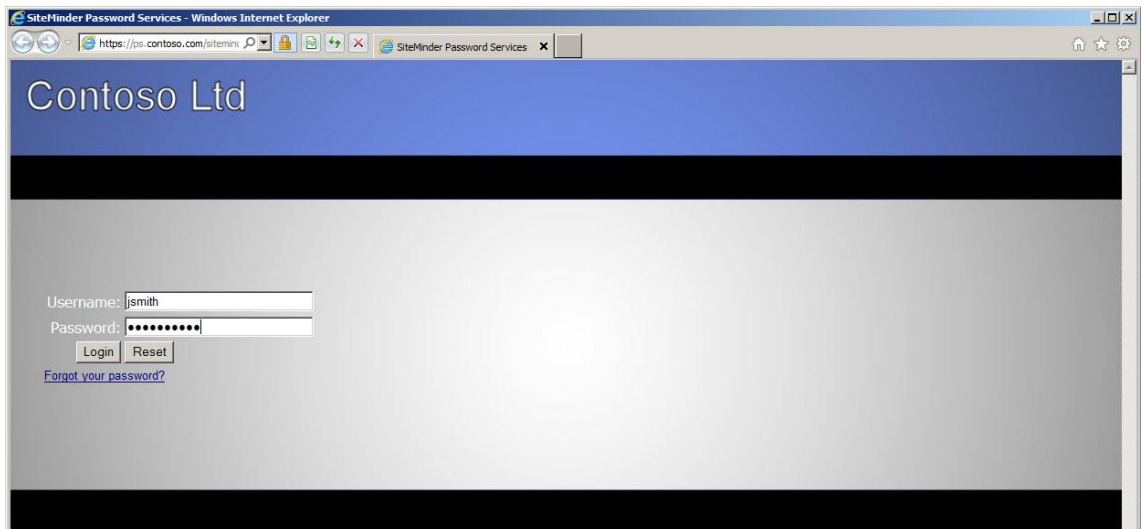 SiteMinder Password Services - Windows Internet Explorer
https://ps.contoso.com/sitemin
SiteMinder Password Services
Contoso Ltd
Username: jsmith
Password: ••••••••••
Login Reset
Forgot your password?